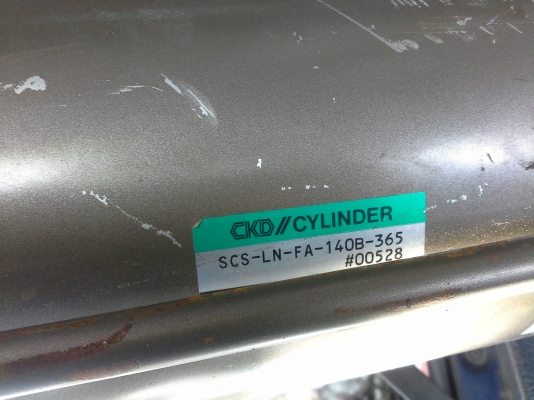 CKD//CYLINDER
SCS-LN-FA-140B-365
#00528